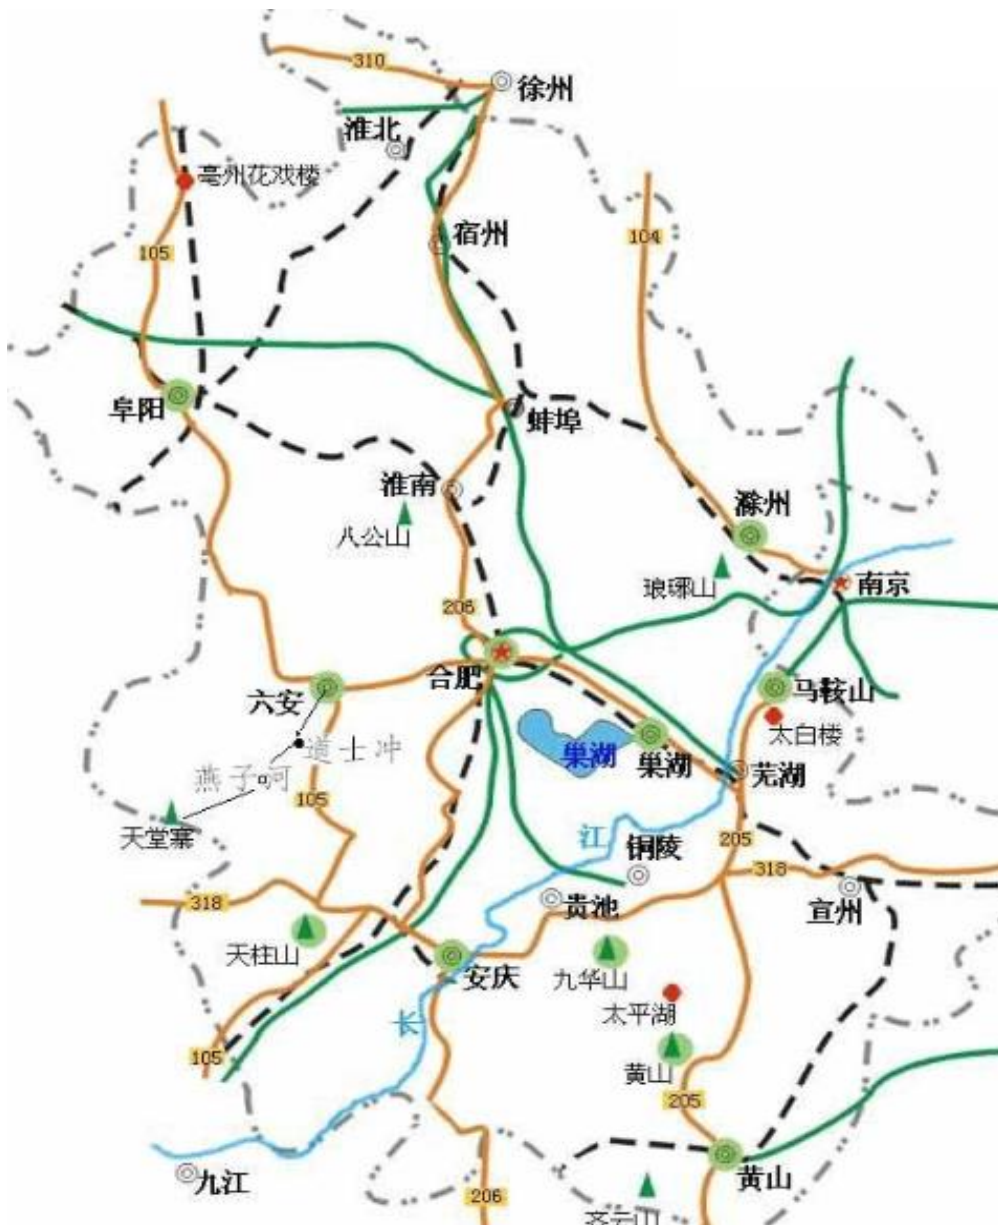 310
徐州
淮北
亳州花戏楼
宿州
104
105
阜阳
蚌埠
淮南
滁州
八公山
琅琊山
南京
206
合肥
六安
马鞍山
太白楼
道士冲
巢湖
巢湖
芜湖
燕子河
105
天堂寨
江
铜陵
205
318
318
贵池
宣州
天柱山
安庆
九华山
太平湖
长
105
黄山
205
黄山
九江
206
齐云山